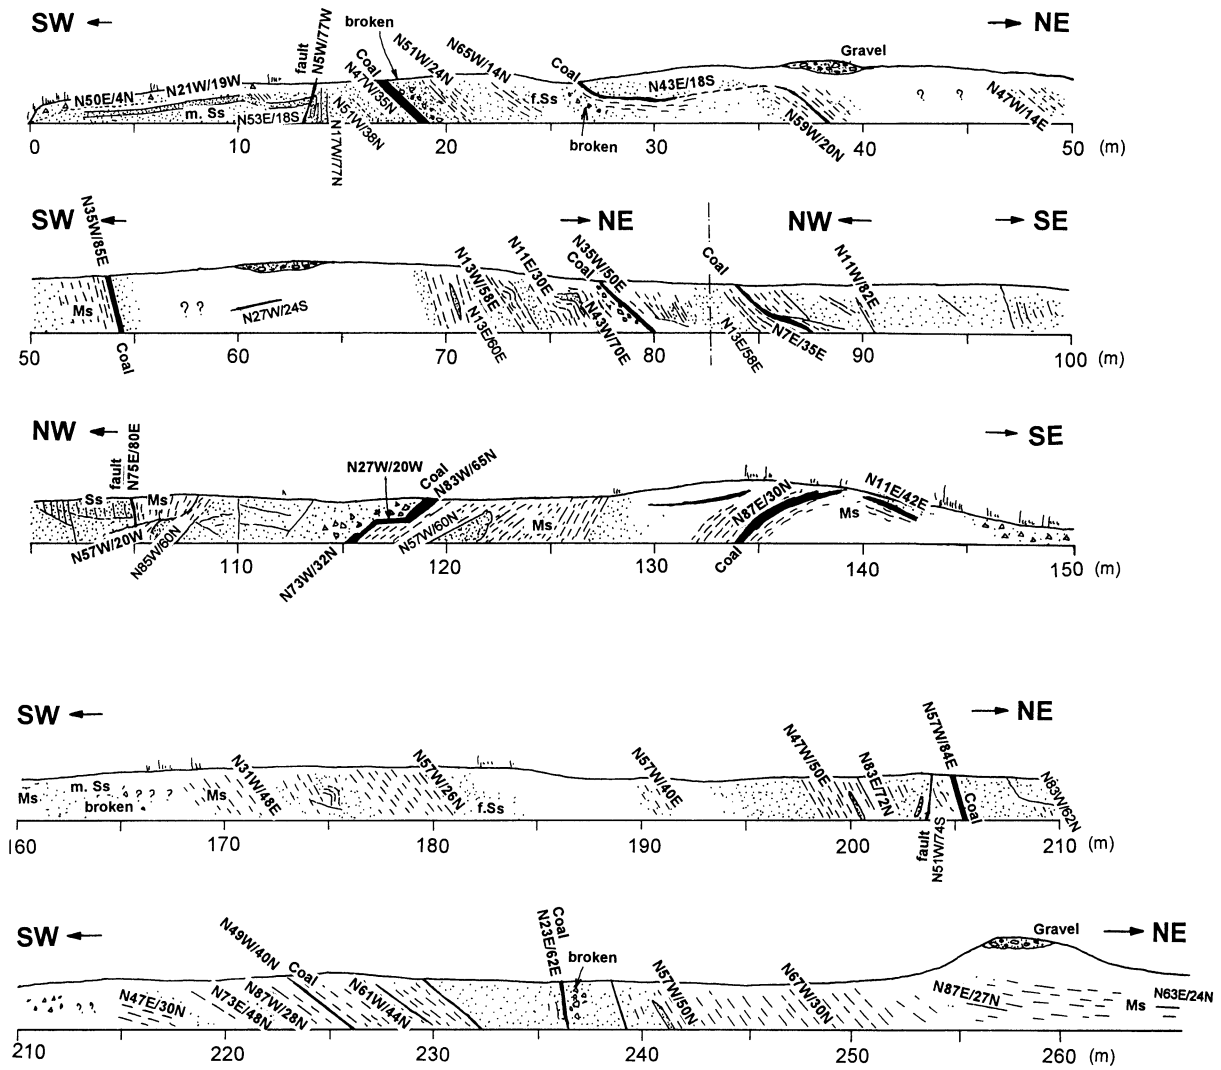 SW NE
broken
fault
N5W/77W
Coal
N47W/35N
N51W/24N
N65W/14N
Coal
Gravel
N50E/4N
N21W/19W
N43E/18S
? ?
N47W/14E
m. Ss
N53E/18S
N17W/77N
N51W/38N
f.Ss
broken
N59W/20N
0 10 20 30 40 50 (m)
SW NE NW SE
N35W/85E
N13W/58E
N11E/30E
N35W/50E
Coal
Coal
N11W/82E
Ms
? ?
N27W/24S
N13E/60E
N43W/70E
N13E/58E
N7E/35E
Coal
50 60 70 80 90 100 (m)
NW SE
fault
N75E/80E
N27W/20W
Coal
N83W/65N
Ss
Ms
N87E/30N
N11E/42E
N57W/20W
N85W/60N
N57W/60N
Ms
Ms
N73W/32N
Coal
110 120 130 140 150 (m)
SW NE
N31W/48E
N57W/26N
N57W/40E
N47W/50E
N83E/72N
N57W/84E
N83W/62N
Ms
m. Ss
broken
? ? ? ?
Ms
f.Ss
fault
N51W/74S
Coal
160 170 180 190 200 210 (m)
SW NE
N49W/40N
Coal
Coal
N23E/62E
broken
Gravel
? ?
N47E/30N
N73E/48N
N87W/28N
N61W/44N
N57W/50N
N67W/30N
N87E/27N
Ms
N63E/24N
210 220 230 240 250 260 (m)